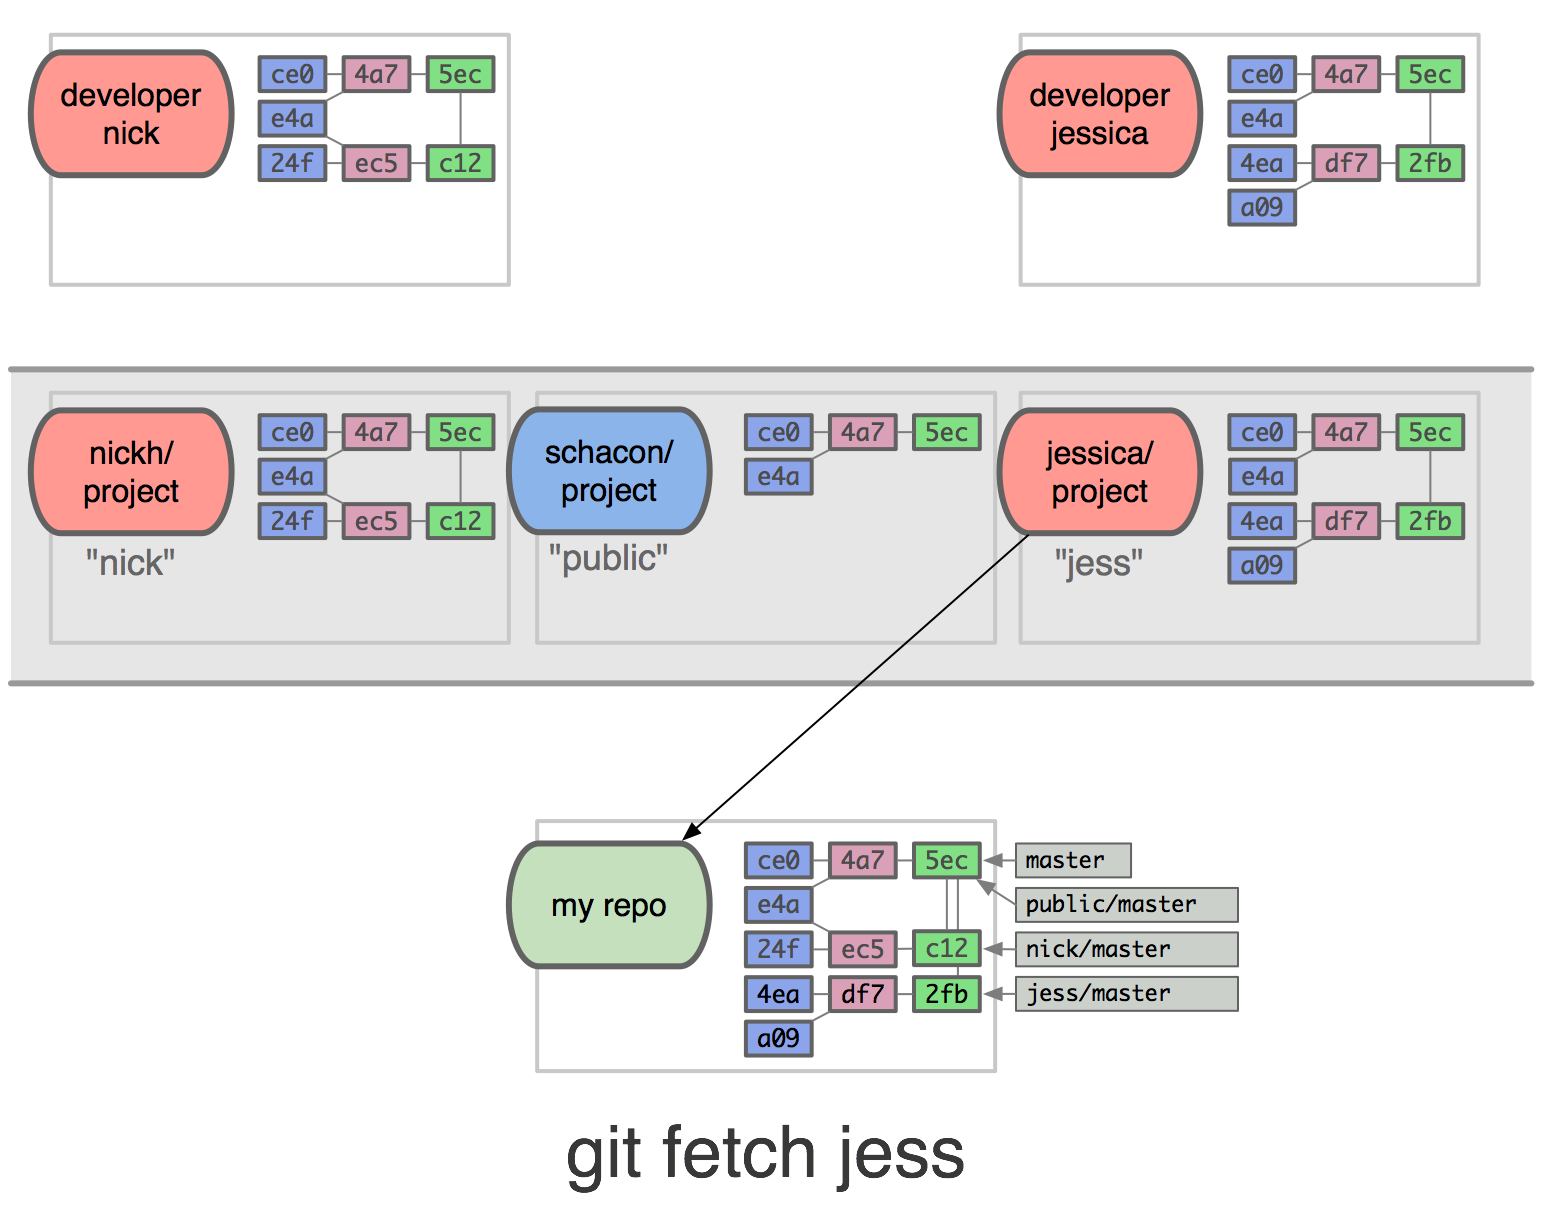 developer
nick
ce0 4a7 5ec
e4a
24f ec5 c12
developer
jessica
ce0 4a7 5ec
e4a
4ea df7 2fb
a09
nickh/
project
"nick"
ce0 4a7 5ec
e4a
24f ec5 c12
schacon/
project
"public"
ce0 4a7 5ec
e4a
jessica/
project
"jess"
ce0 4a7 5ec
e4a
4ea df7 2fb
a09
my repo
ce0 4a7 5ec master
e4a public/master
24f ec5 c12 nick/master
4ea df7 2fb jess/master
a09
git fetch jess